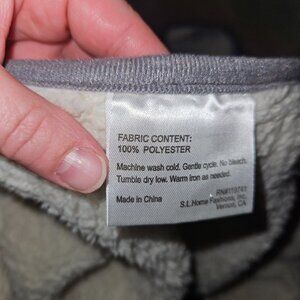 FABRIC CONTENT:
100% POLYESTER
Machine wash cold. Gentle cycle. No bleach.
Tumble dry low. Warm iron as needed.
RN#119741
Made in China
S.L.Home Fashions, Inc.
Vernon, CA